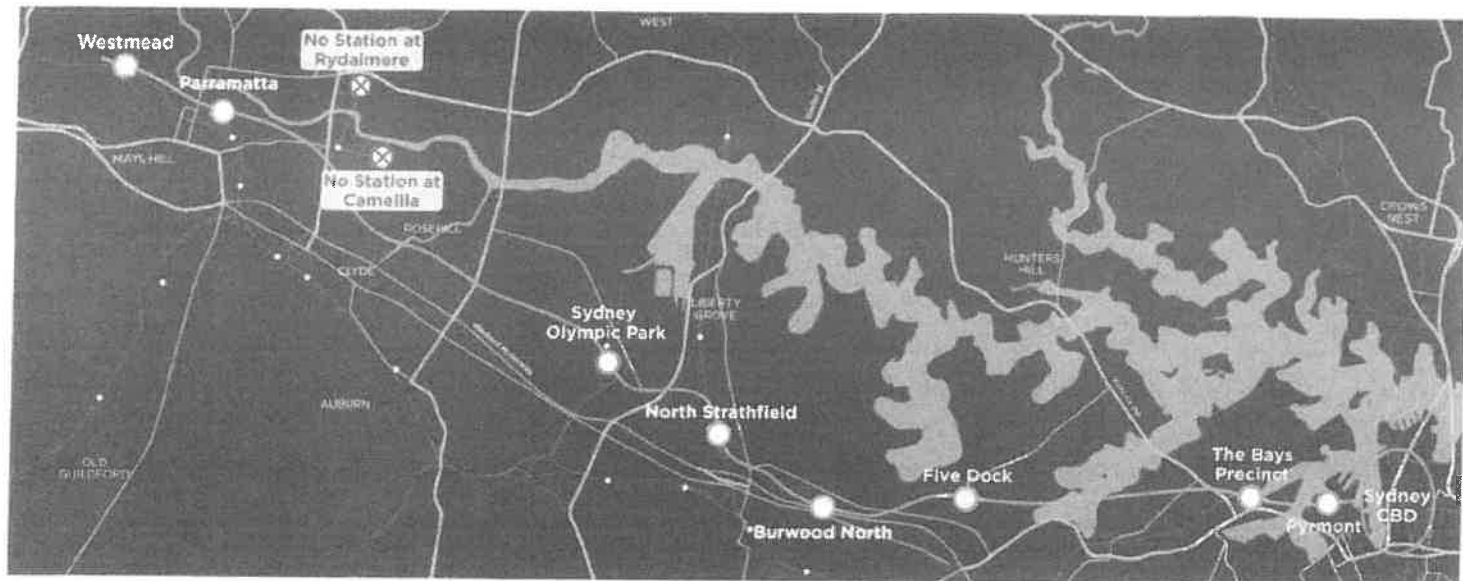 WEST
Westmead
No Station at
Rydalmere
Parramatta
MAYS HILL
No Station at
Camellia
ROSEHILL
CROWS
NEST
HUNTERS
HILL
CLYDE
LIBERTY
GROVE
Sydney
Olympic Park
AUBURN
North Strathfield
OLD
GUILDFORD
The Bays
Precinct
Five Dock
Sydney
CBD
*Burwood North
Pyrmont